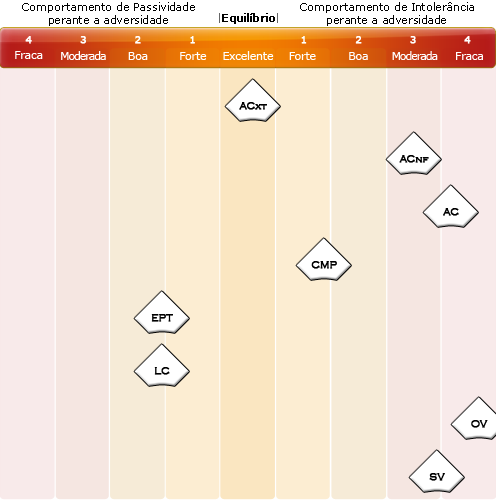 Comportamento de Passividade
perante a adversidade
|Equilíbrio|
Comportamento de Intolerância
perante a adversidade
4 3 2 1 1 2 3 4
Fraca Moderada Boa Forte Excelente Forte Boa Moderada Fraca
ACXT
ACNF
AC
CMP
EPT
LC
OV
SV